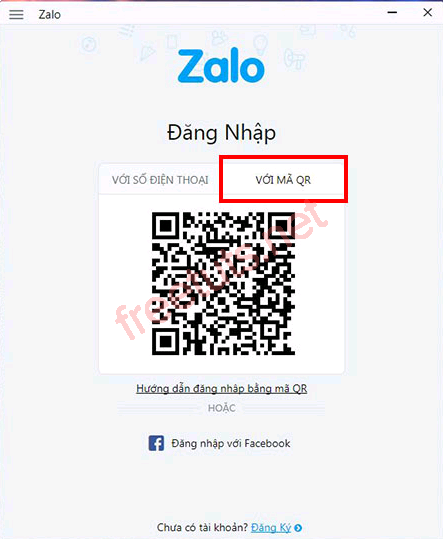 Zalo
Zalo
Đăng Nhập
VỚI SỐ ĐIỆN THOẠI
VỚI MÃ QR
freetuts.net
Hướng dẫn đăng nhập bằng mã QR
HOẶC
Đăng nhập với Facebook
Chưa có tài khoản? Đăng Ký